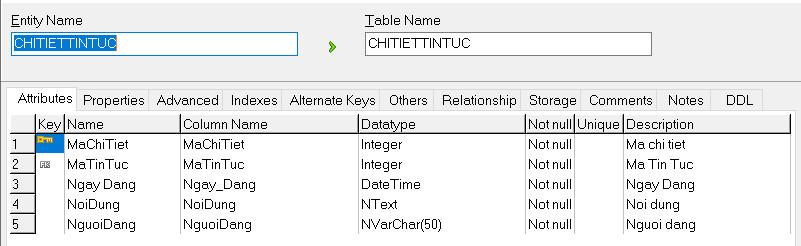 Entity Name Table Name
CHITIETTINTUC CHITIETTINTUC
Attributes Properties Advanced Indexes Alternate Keys Others Relationship Storage Comments Notes DDL
Key Name Column Name Datatype Not null Unique Description
1 MaChiTiet MaChiTiet Integer Not null Ma chi tiet
2 FK MaTinTuc MaTinTuc Integer Not null Ma Tin Tuc
3 Ngay Dang Ngay_Dang DateTime Not null Ngay dang
4 NoiDung NoiDung NText Not null Noi dung
5 NguoiDang NguoiDang NVarChar(50) Not null Nguoi dang